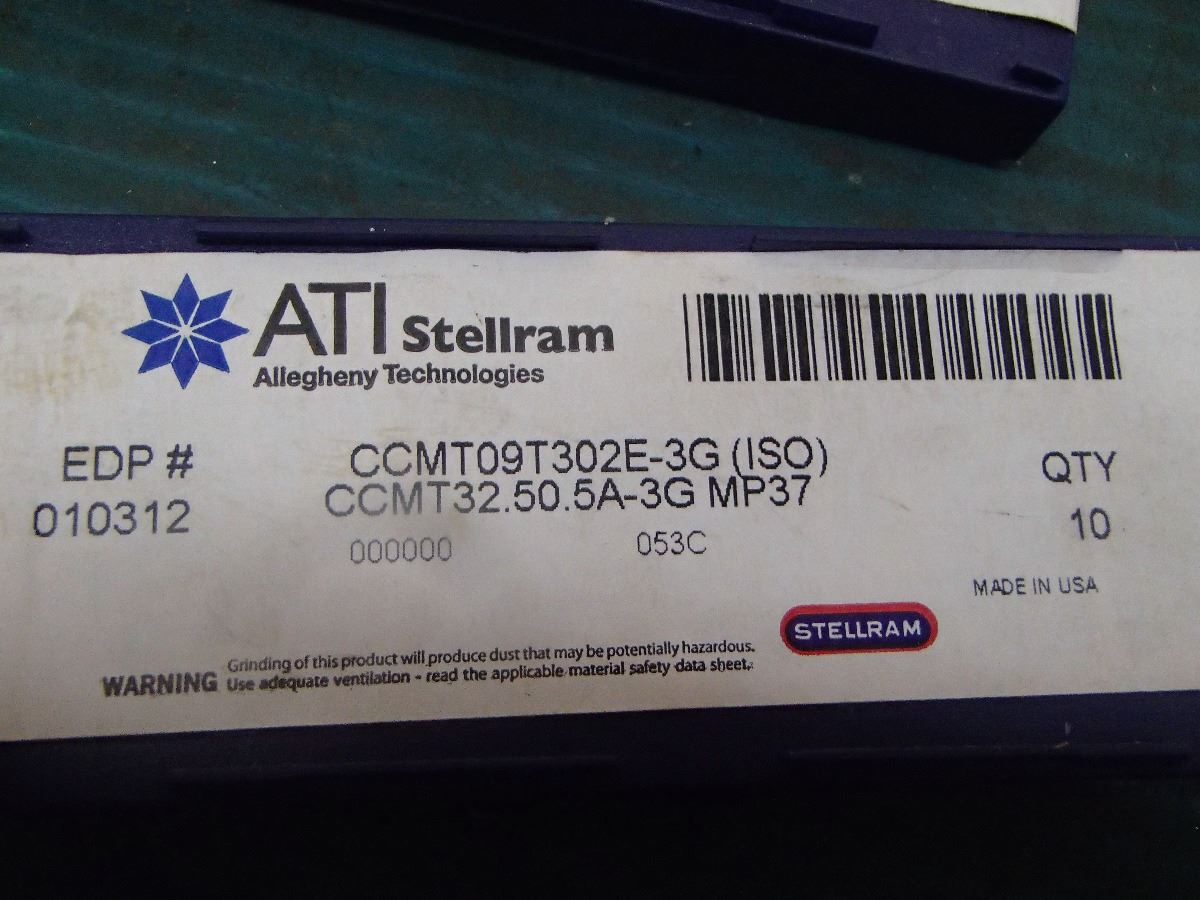 ATI Stellram
Allegheny Technologies
EDP #
010312
CCMT09T302E-3G (ISO)
CCMT32.50.5A-3G MP37
000000 053C
QTY
10
MADE IN USA
STELLRAM
WARNING
Grinding of this product will produce dust that may be potentially hazardous.
Use adequate ventilation - read the applicable material safety data sheet.